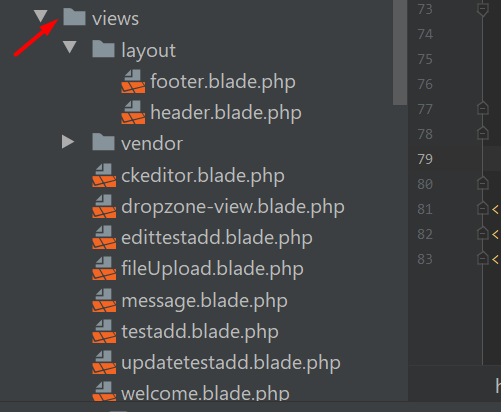 views
layout
footer.blade.php
header.blade.php
vendor
ckeditor.blade.php
dropzone-view.blade.php
edittestadd.blade.php
fileUpload.blade.php
message.blade.php
testadd.blade.php
updatetestadd.blade.php
welcome.blade.php
73
74
75
76
77
78
79
80
81 <
82 <
83 <
h